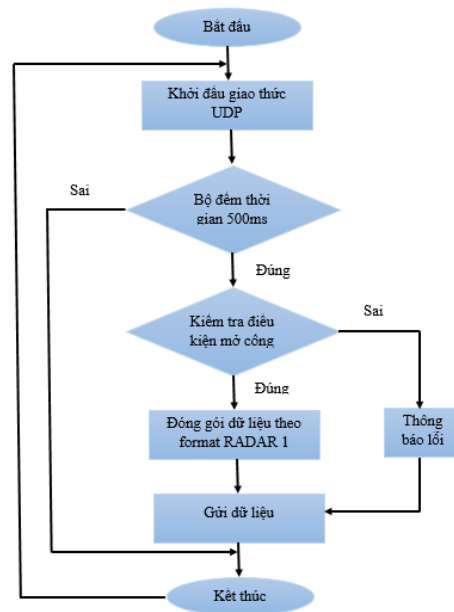 Bắt đầu
Khởi đầu giao thức
UDP
Sai
Bộ đếm thời
gian 500ms
Đúng
Kiểm tra điều
kiện mở công
Sai
Đúng
Đóng gói dữ liệu theo
format RADAR 1
Thông
báo lỗi
Gửi dữ liệu
Kết thúc